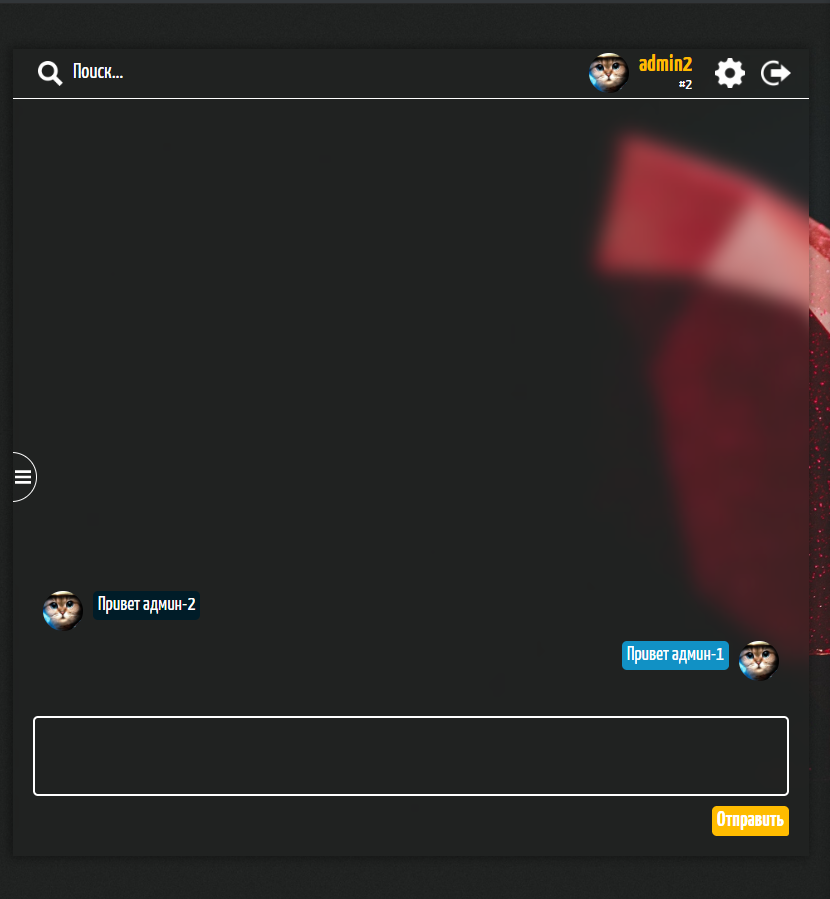 Поиск...
admin2
#2
Привет админ-2
Привет админ-1
Отправить